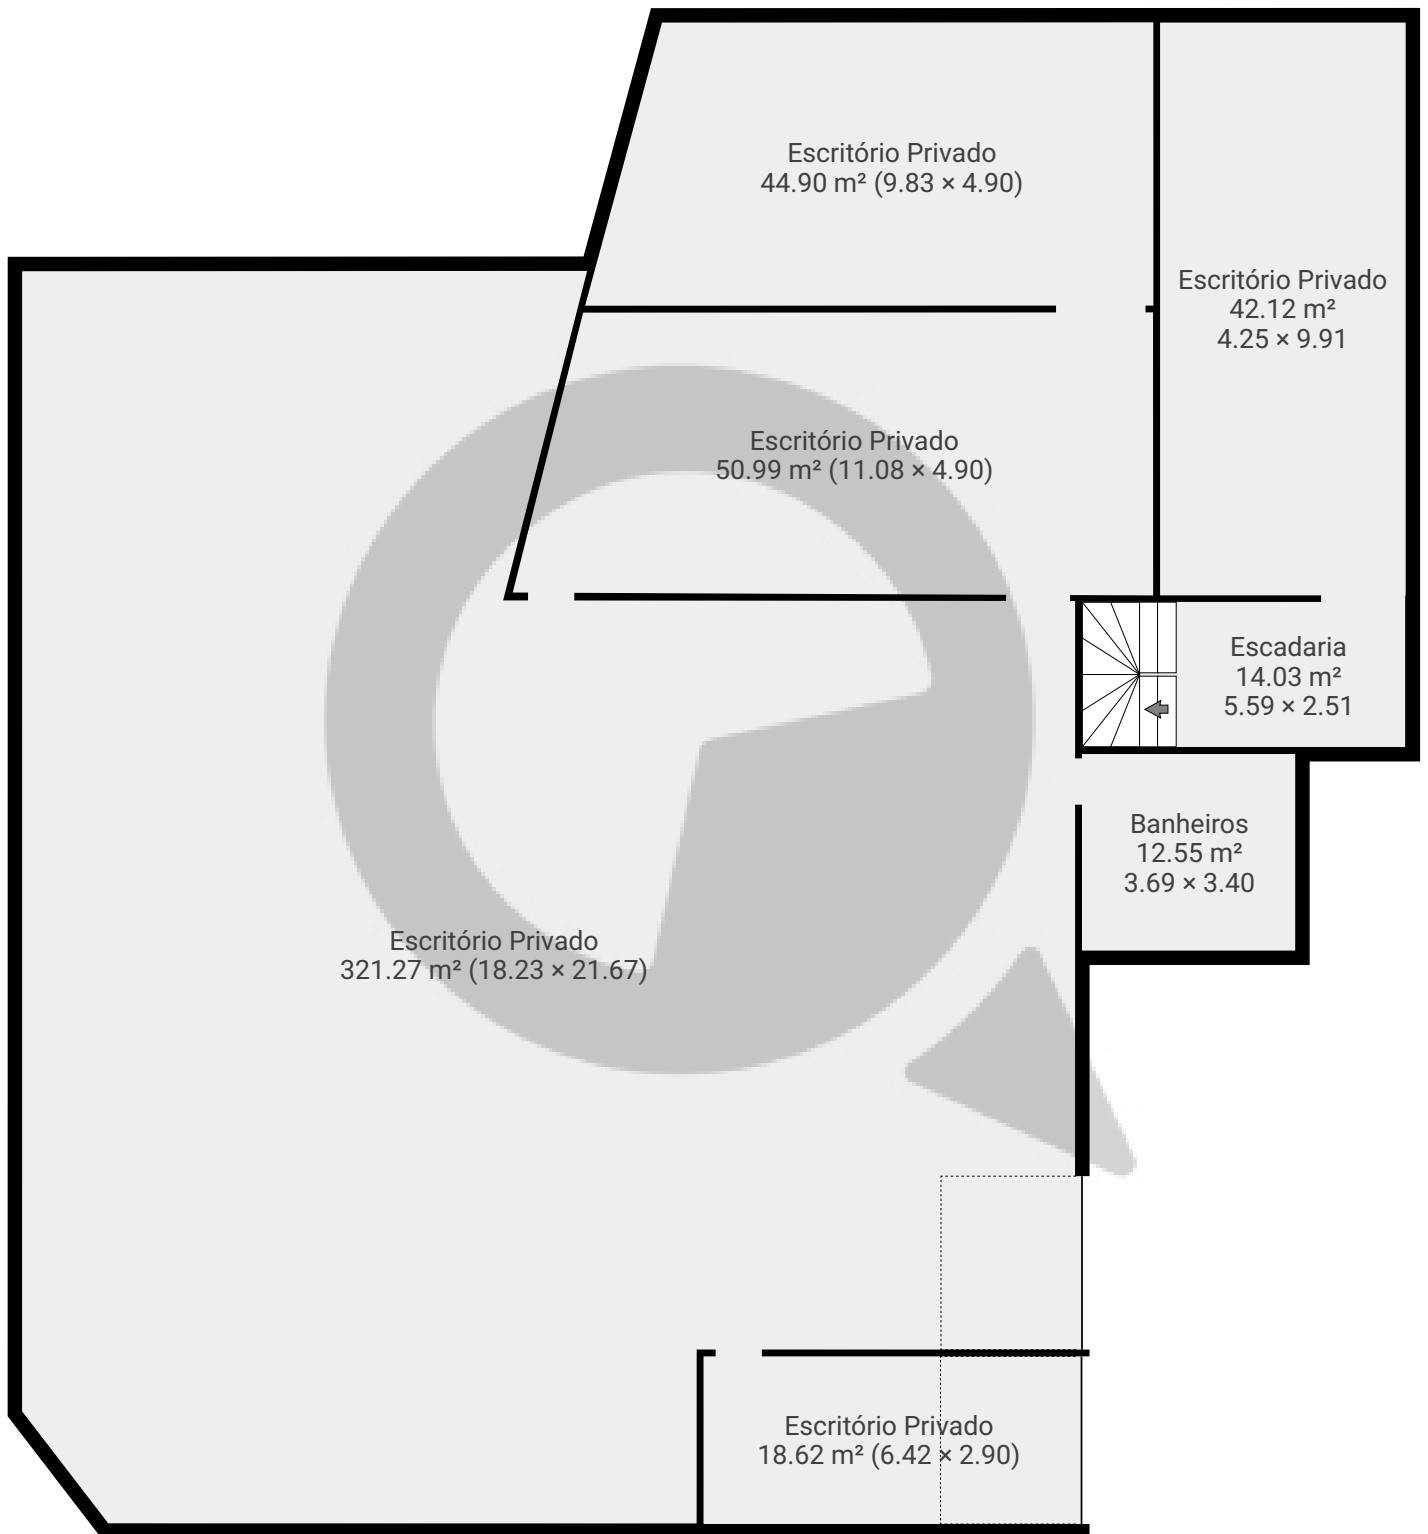 Escritório Privado
44.90 m² (9.83 × 4.90)
Escritório Privado
42.12 m²
4.25 × 9.91
Escritório Privado
50.99 m² (11.08 × 4.90)
Escadaria
14.03 m²
5.59 × 2.51
Banheiros
12.55 m²
3.69 × 3.40
Escritório Privado
321.27 m² (18.23 × 21.67)
Escritório Privado
18.62 m² (6.42 × 2.90)